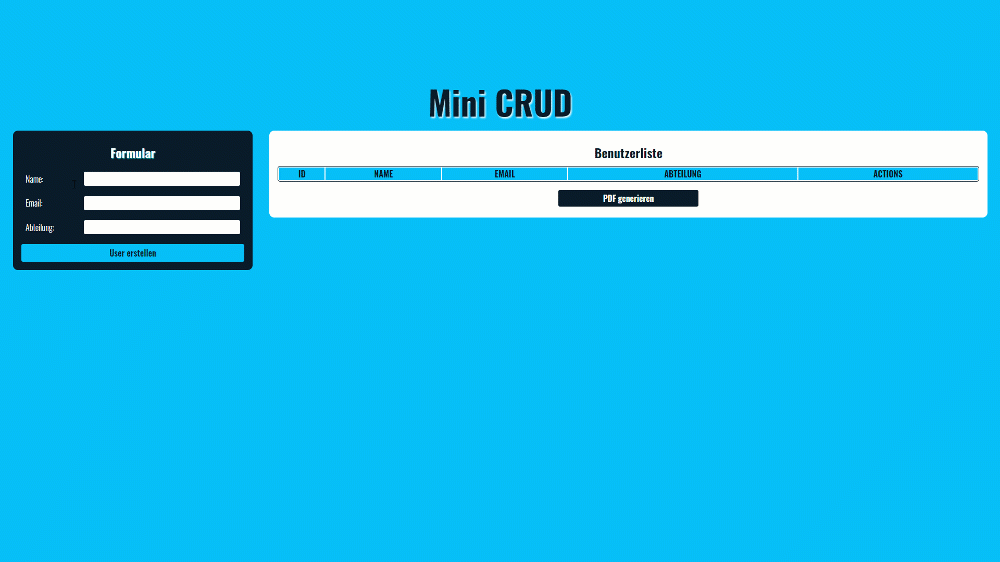 Mini CRUD
Formular
Name:
Email:
Abteilung:
User erstellen
Benutzerliste
ID NAME EMAIL ABTEILUNG ACTIONS
PDF generieren